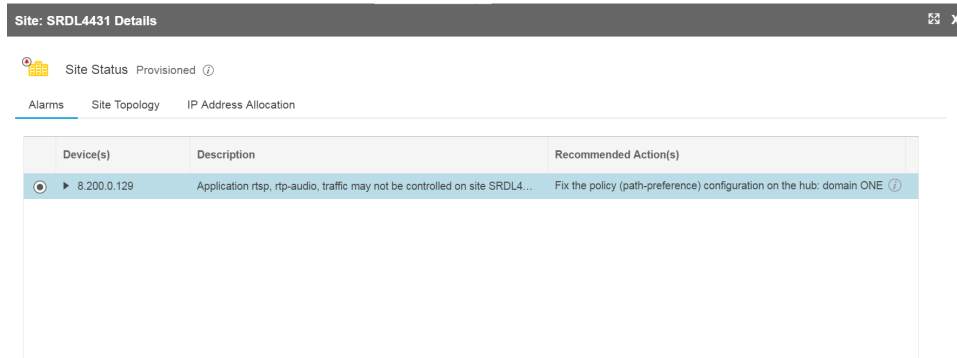 Site: SRDL4431 Details
X
Site Status Provisioned
Alarms Site Topology IP Address Allocation
Device(s) Description Recommended Action(s)
8.200.0.129 Application rtsp, rtp-audio, traffic may not be controlled on site SRDL4... Fix the policy (path-preference) configuration on the hub: domain ONE